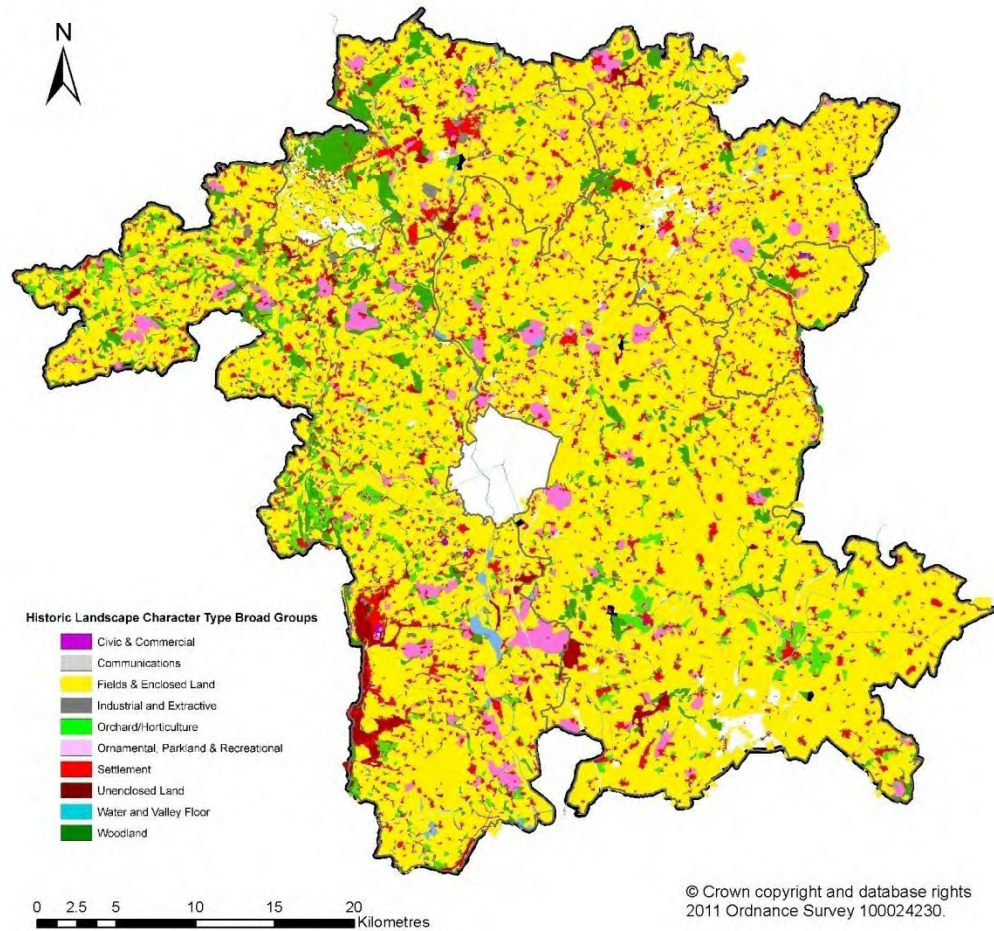 N
Historic Landscape Character Type Broad Groups
Civic & Commercial
Communications
Fields & Enclosed Land
Industrial and Extractive
Orchard/Horticulture
Ornamental, Parkland & Recreational
Settlement
Unenclosed Land
Water and Valley Floor
Woodland
0 2.5 5 10 15 20
Kilometres
© Crown copyright and database rights
2011 Ordnance Survey 100024230.